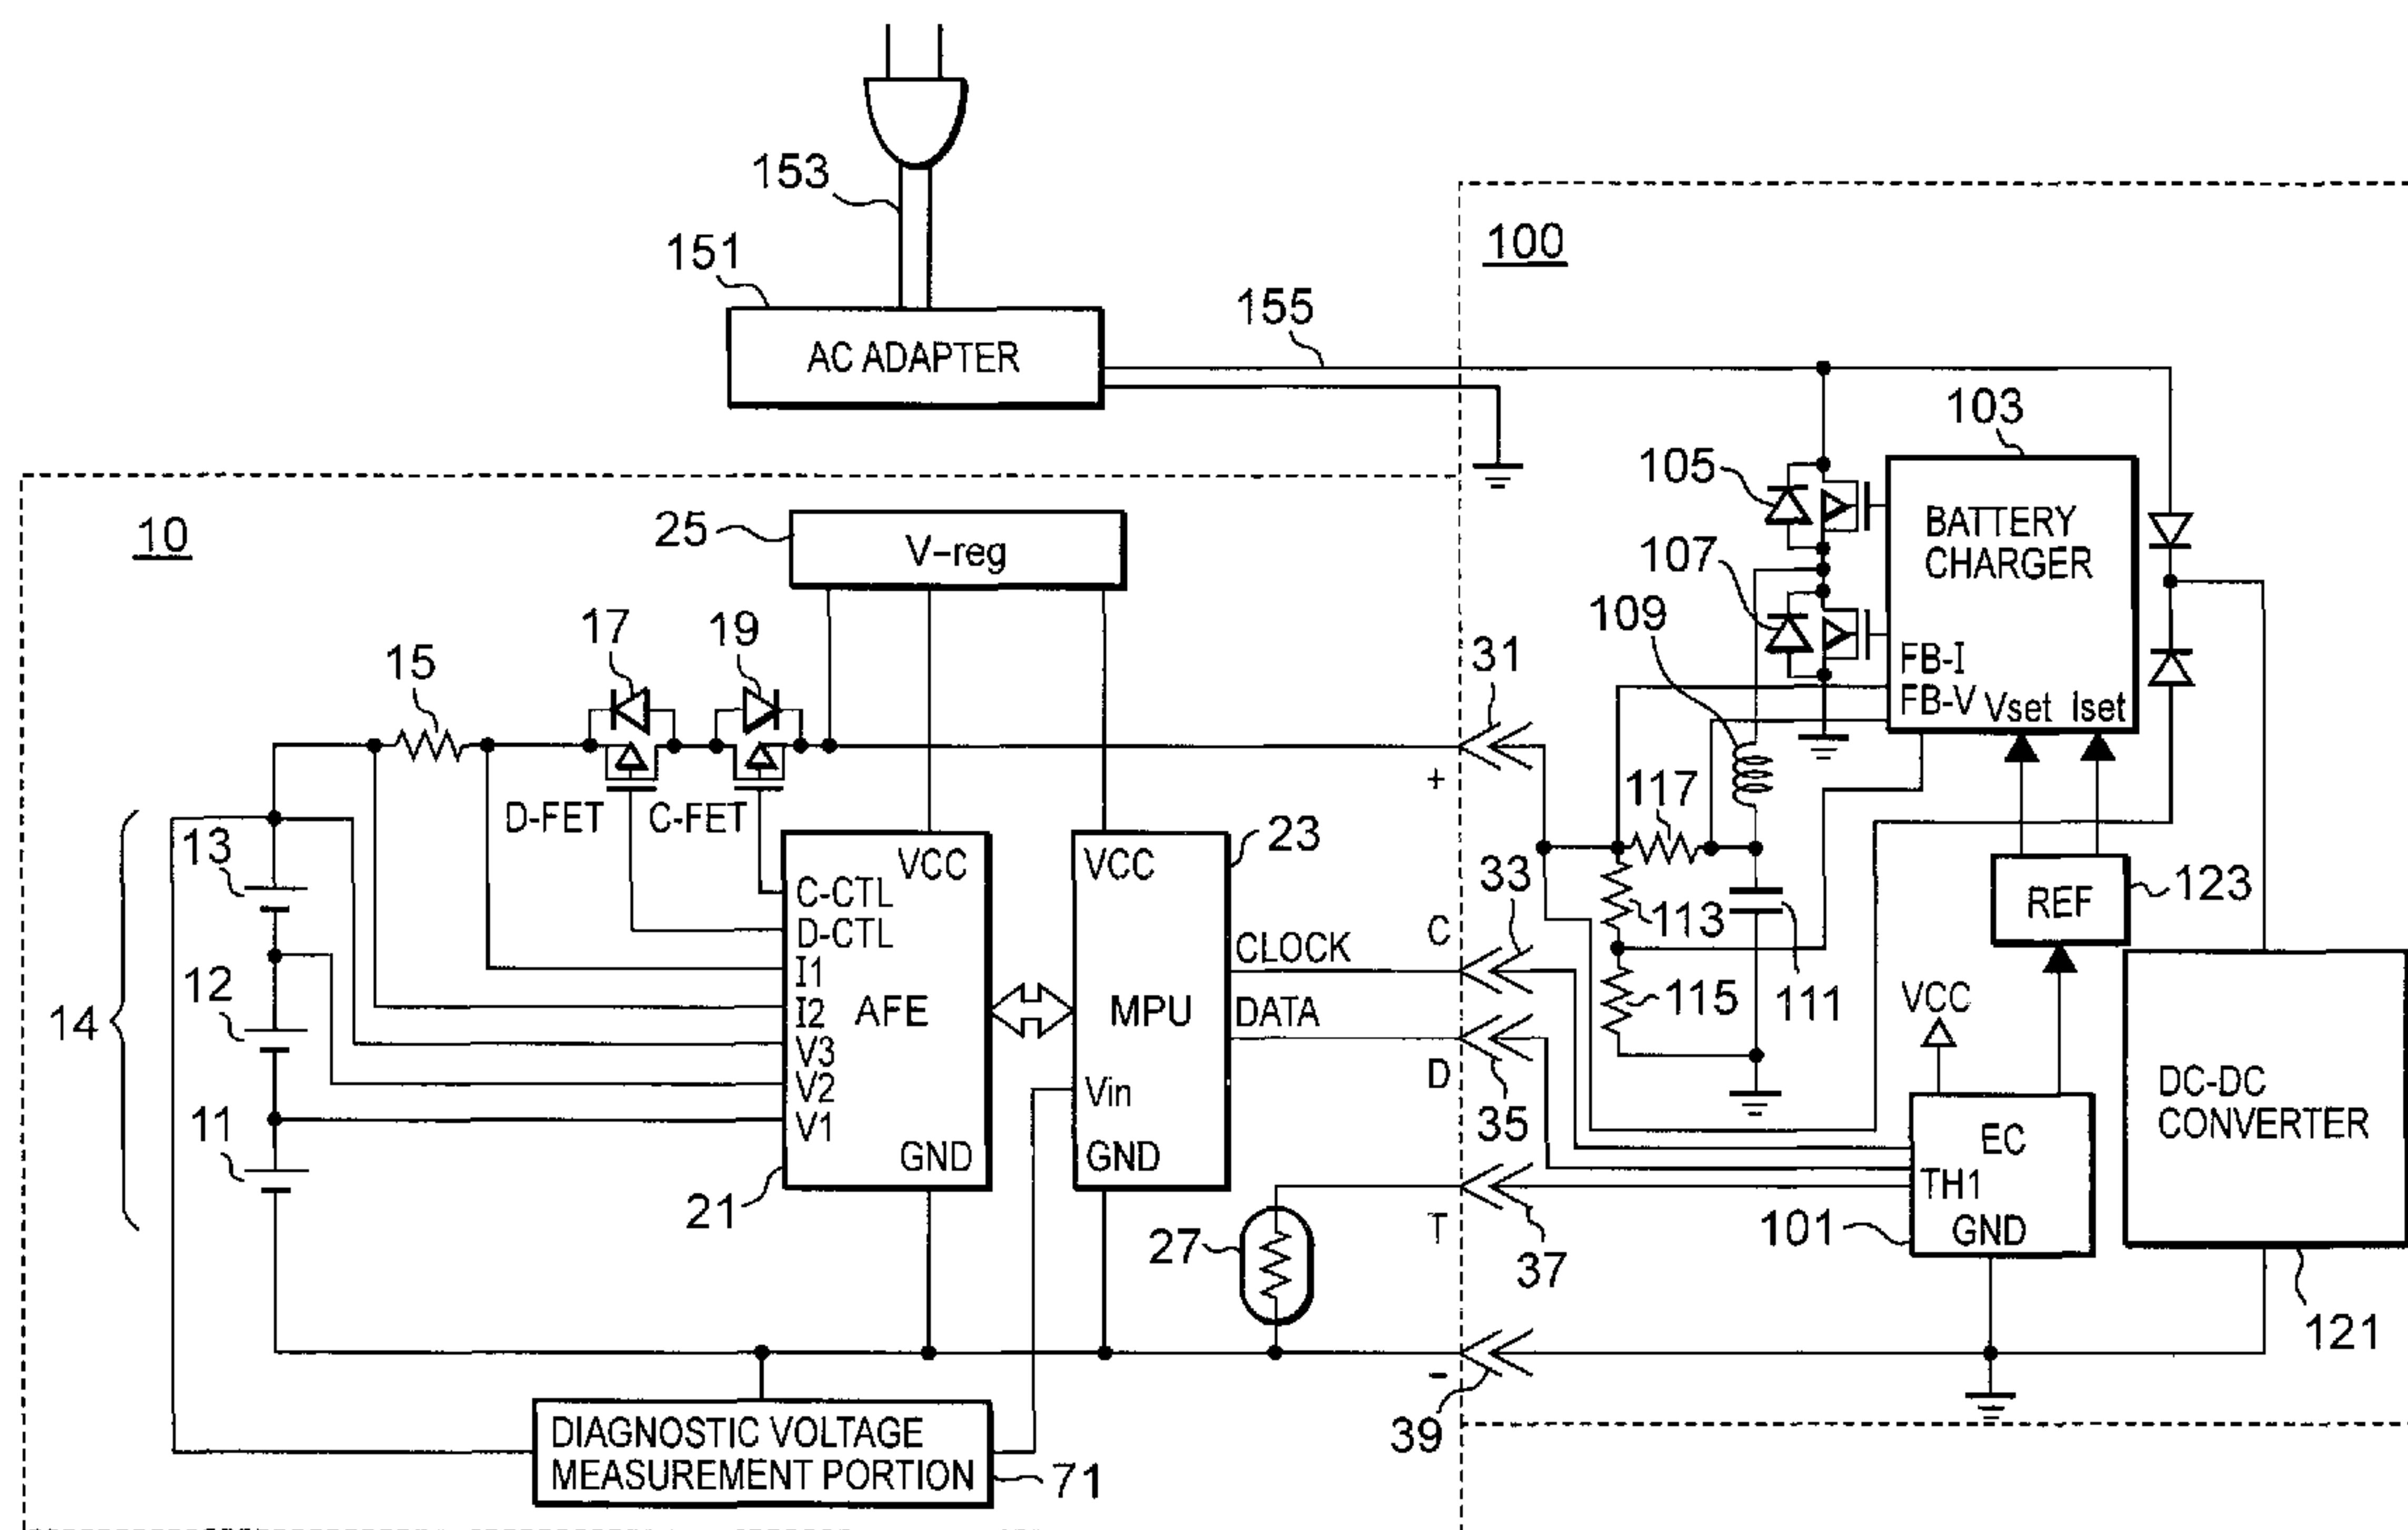 153
151
AC ADAPTER
155
100
103
105
BATTERY
CHARGER
107
109
FB-I
FB-V
Vset
Iset
10
25
V-reg
17
19
15
31
+
D-FET
C-FET
117
13
VCC
VCC
23
33
REF
123
C-CTL
D-CTL
113
C
CLOCK
I1
12
I2
AFE
MPU
DATA
115
111
VCC
14
V3
V2
Vin
D
35
DC-DC
CONVERTER
11
V1
GND
GND
EC
TH1
21
27
T
37
101
GND
121
-
39
DIAGNOSTIC VOLTAGE
MEASUREMENT PORTION
71